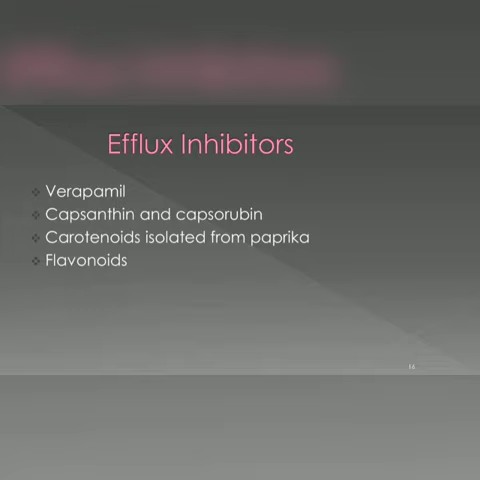 Efflux Inhibitors
Verapamil
Capsanthin and capsorubin
Carotenoids isolated from paprika
Flavonoids